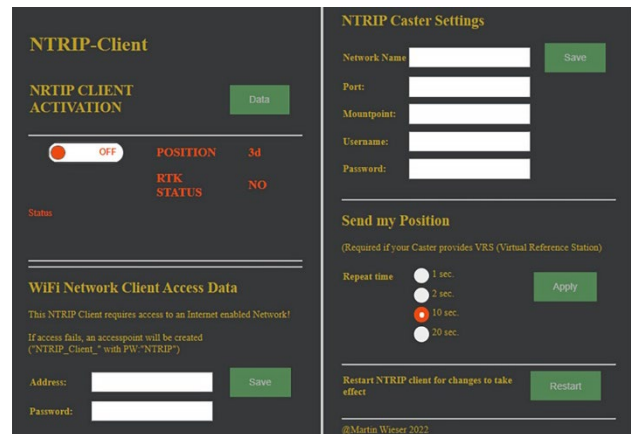 NTRIP-Client
NRTIP CLIENT
ACTIVATION
Data
OFF
POSITION
3d
RTK
STATUS
NO
Status
WiFi Network Client Access Data
This NTRIP Client requires access to an Internet enabled Network!
If access fails, an accesspoint will be created
("NTRIP_Client_" with PW:"NTRIP")
Address:
Save
Password:
NTRIP Caster Settings
Network Name
Save
Port:
Mountpoint:
Username:
Password:
Send my Position
(Required if your Caster provides VRS (Virtual Reference Station)
Repeat time
1 sec.
2 sec.
10 sec.
20 sec.
Apply
Restart NTRIP client for changes to take
effect
Restart
@Martin Wieser 2022